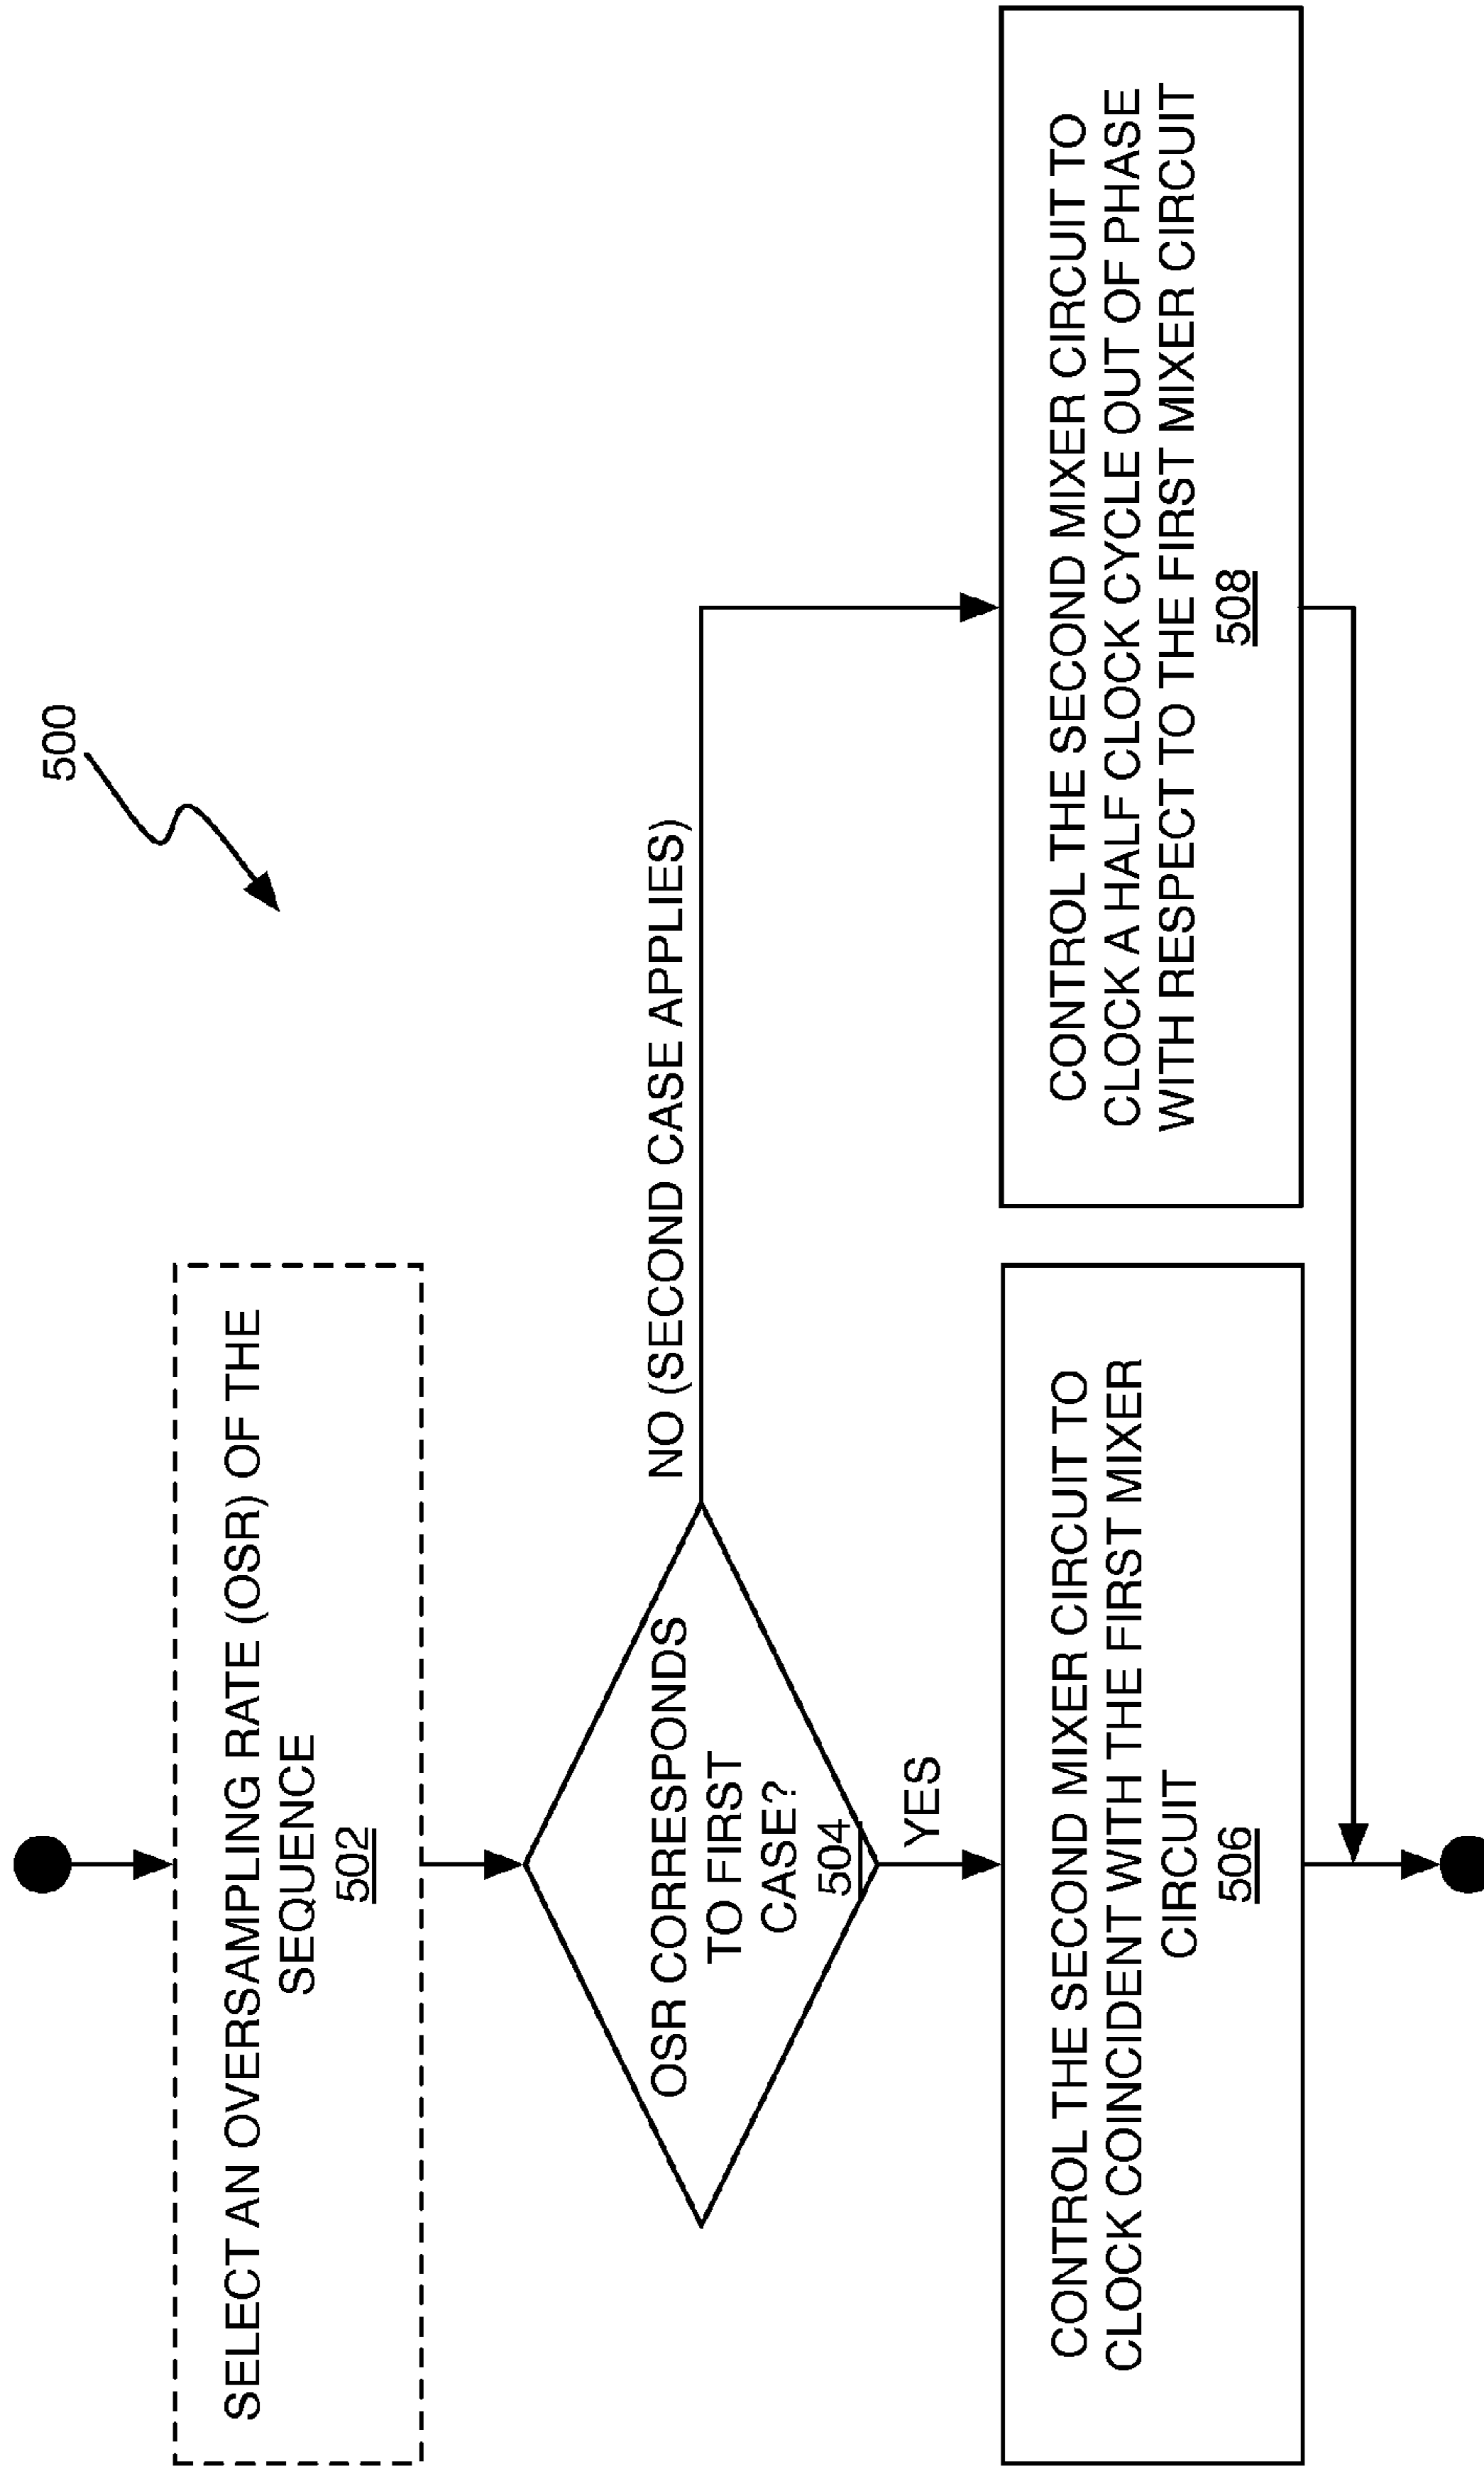 500
SELECT AN OVERSAMPLING RATE (OSR) OF THE
SEQUENCE
502
OSR CORRESPONDS
TO FIRST
CASE?
504
NO (SECOND CASE APPLIES)
YES
CONTROL THE SECOND MIXER CIRCUIT TO
CLOCK COINCIDENT WITH THE FIRST MIXER
CIRCUIT
506
CONTROL THE SECOND MIXER CIRCUIT TO
CLOCK A HALF CLOCK CYCLE OUT OF PHASE
WITH RESPECT TO THE FIRST MIXER CIRCUIT
508